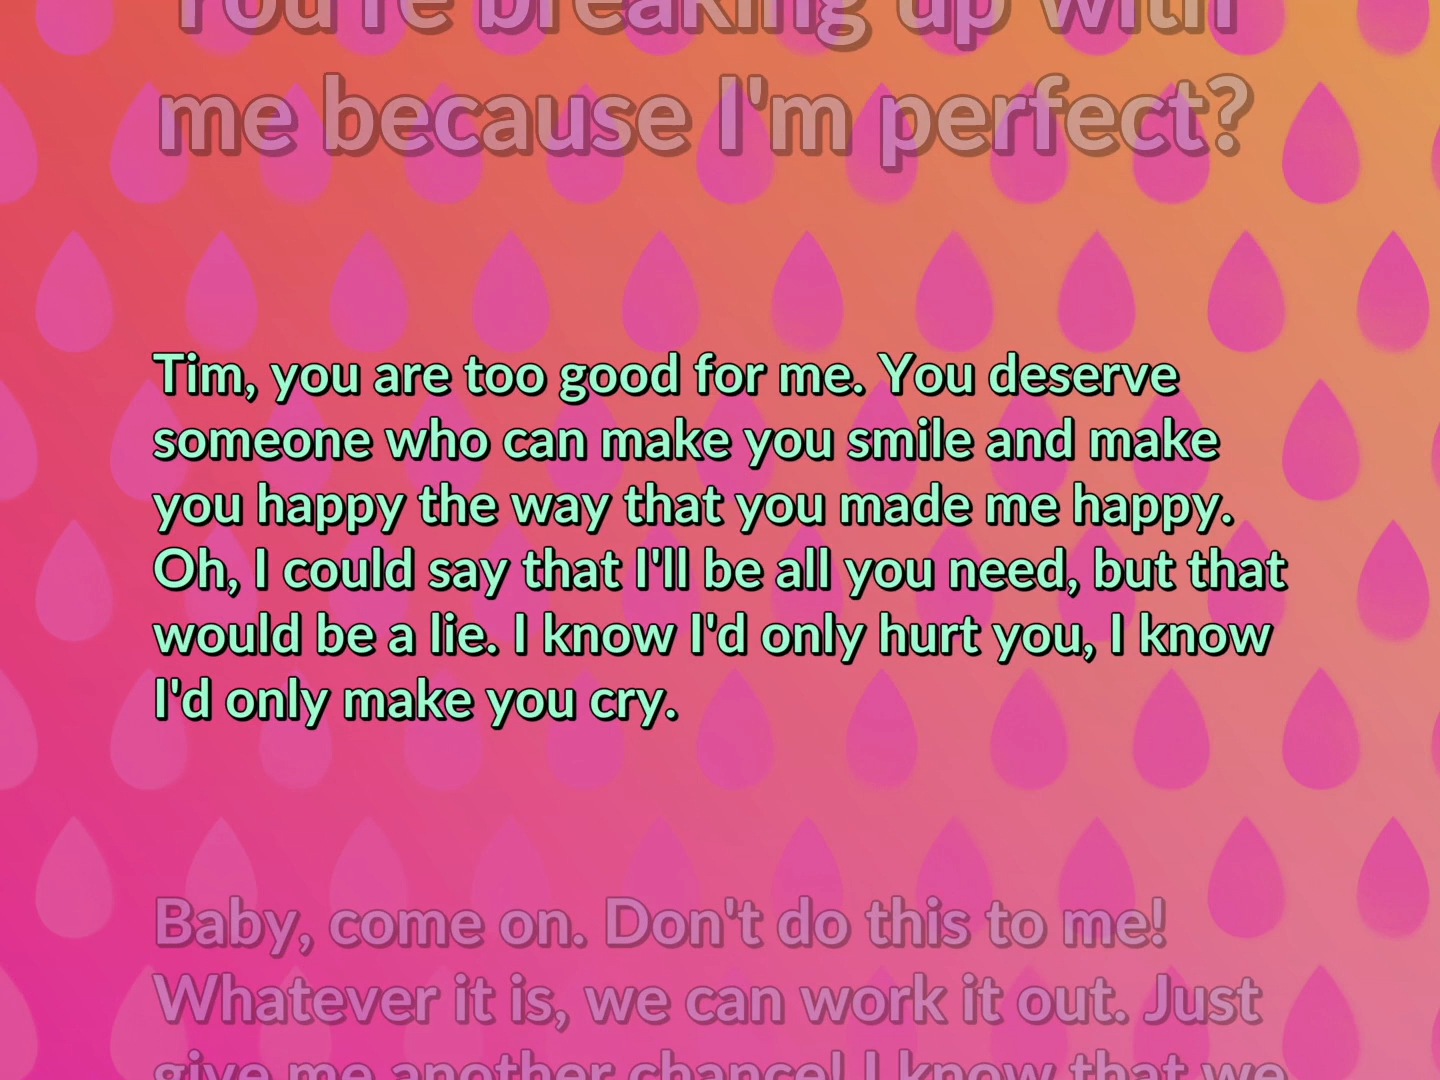 You're breaking up with
me because I'm perfect?
Tim, you are too good for me. You deserve
someone who can make you smile and make
you happy the way that you made me happy.
Oh, I could say that I'll be all you need, but that
would be a lie. I know I'd only hurt you, I know
I'd only make you cry.
Baby, come on. Don't do this to me!
Whatever it is, we can work it out. Just
give me another chance! I know that we